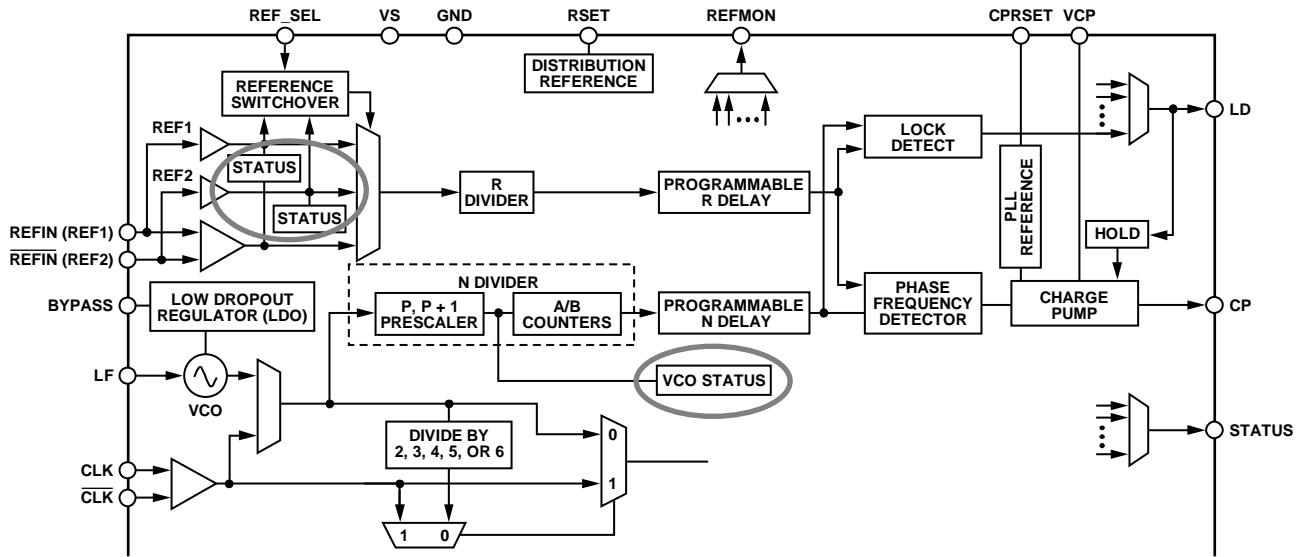 REF_SEL
VS
GND
RSET
REFMON
CPRSET
VCP
DISTRIBUTION
REFERENCE
REFERENCE
SWITCHOVER
REF1
STATUS
REF2
STATUS
R
DIVIDER
PROGRAMMABLE
R DELAY
LOCK
DETECT
PLL
REFERENCE
LD
HOLD
REFIN (REF1)
REFIN (REF2)
BYPASS
LOW DROPOUT
REGULATOR (LDO)
N DIVIDER
P, P + 1
PRESCALER
A/B
COUNTERS
PROGRAMMABLE
N DELAY
PHASE
FREQUENCY
DETECTOR
CHARGE
PUMP
CP
LF
VCO
VCO STATUS
DIVIDE BY
2, 3, 4, 5, OR 6
0
1
STATUS
CLK
CLK
1 0